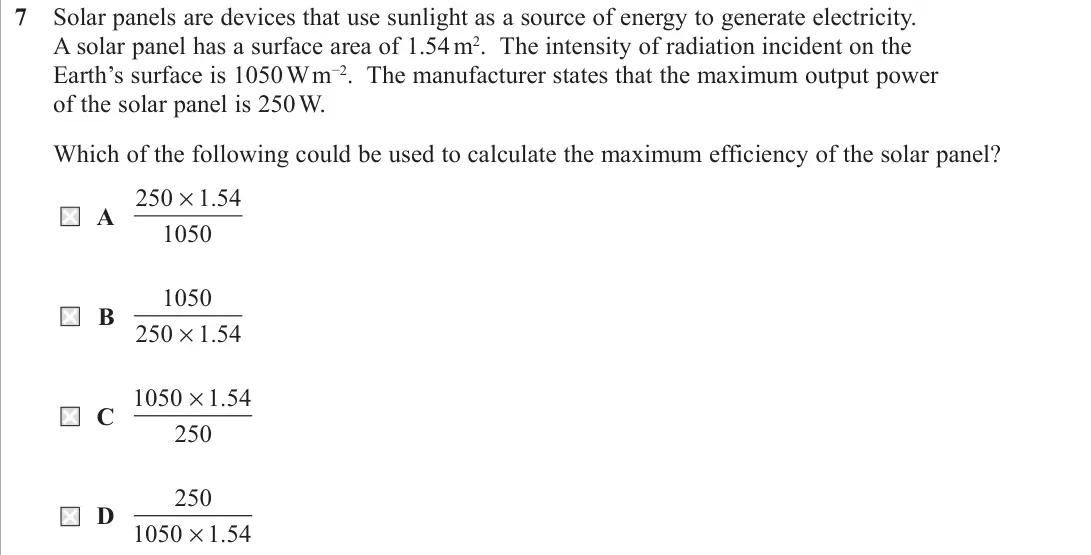 7 Solar panels are devices that use sunlight as a source of energy to generate electricity.
A solar panel has a surface area of 1.54 m². The intensity of radiation incident on the
Earth’s surface is 1050 W m⁻². The manufacturer states that the maximum output power
of the solar panel is 250 W.
Which of the following could be used to calculate the maximum efficiency of the solar panel?
A
250 × 1.54
1050
B
1050
250 × 1.54
C
1050 × 1.54
250
D
250
1050 × 1.54